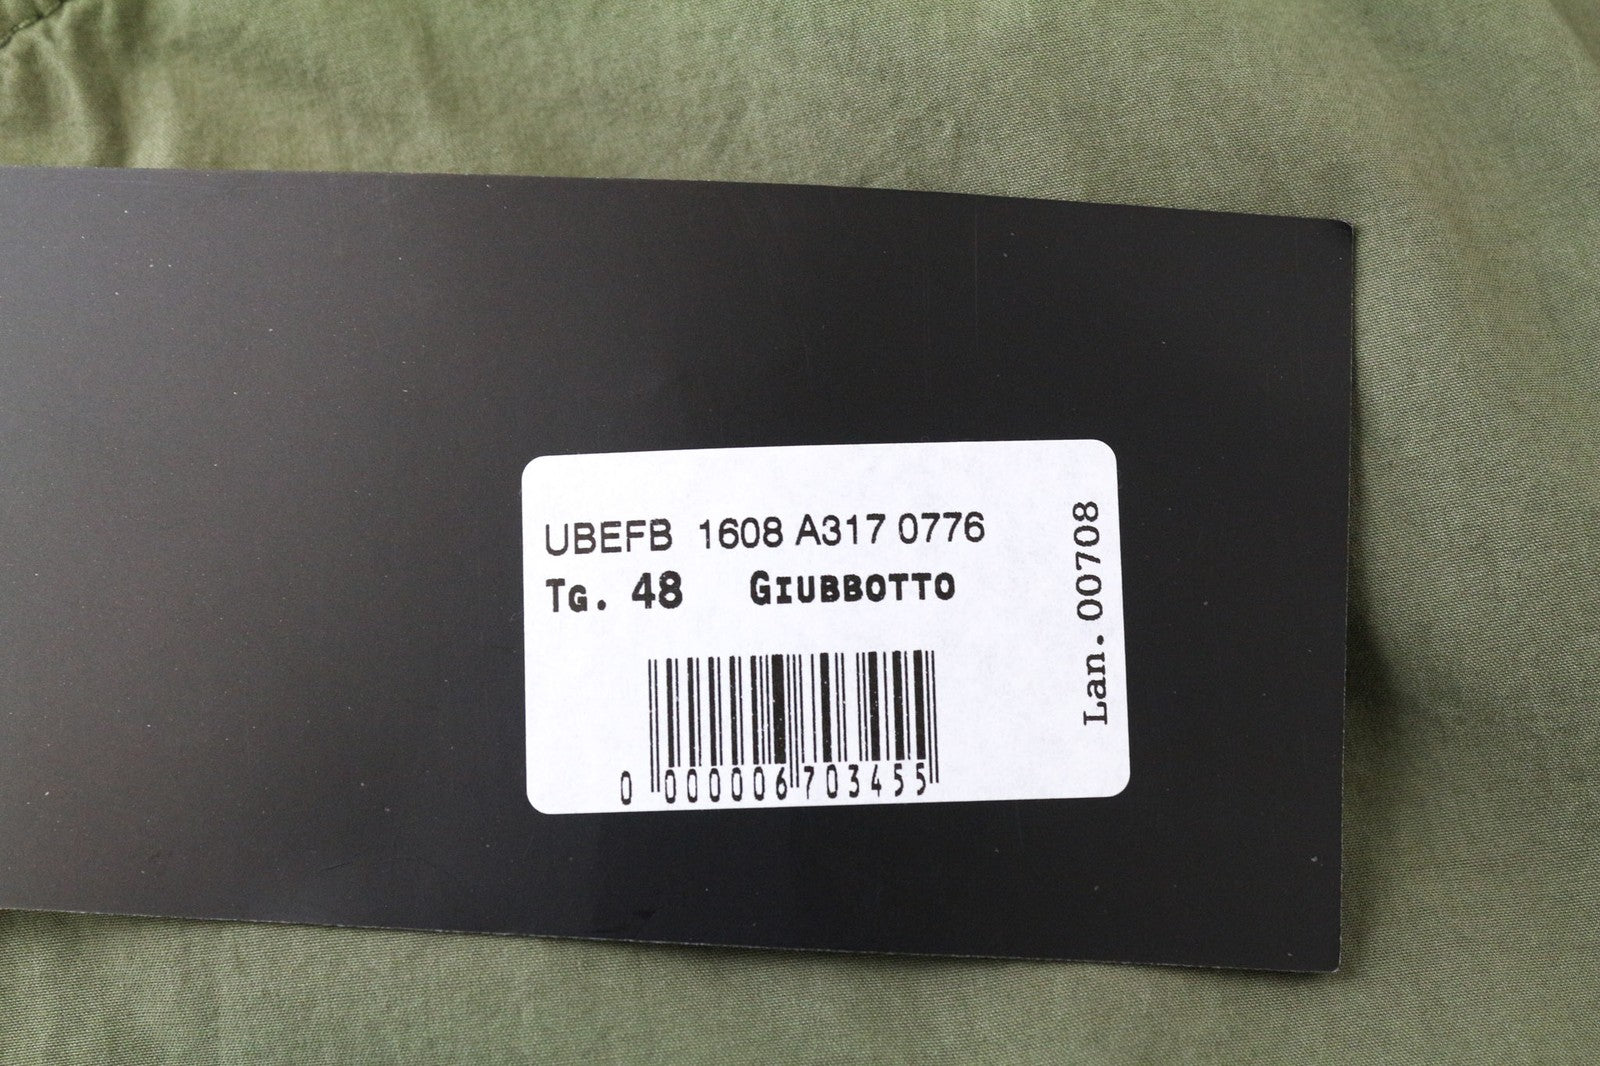 UBEFB 1608 A317 0776
Tg. 48 GIUBBOTTO
0 000006 703455
Lan. 00708